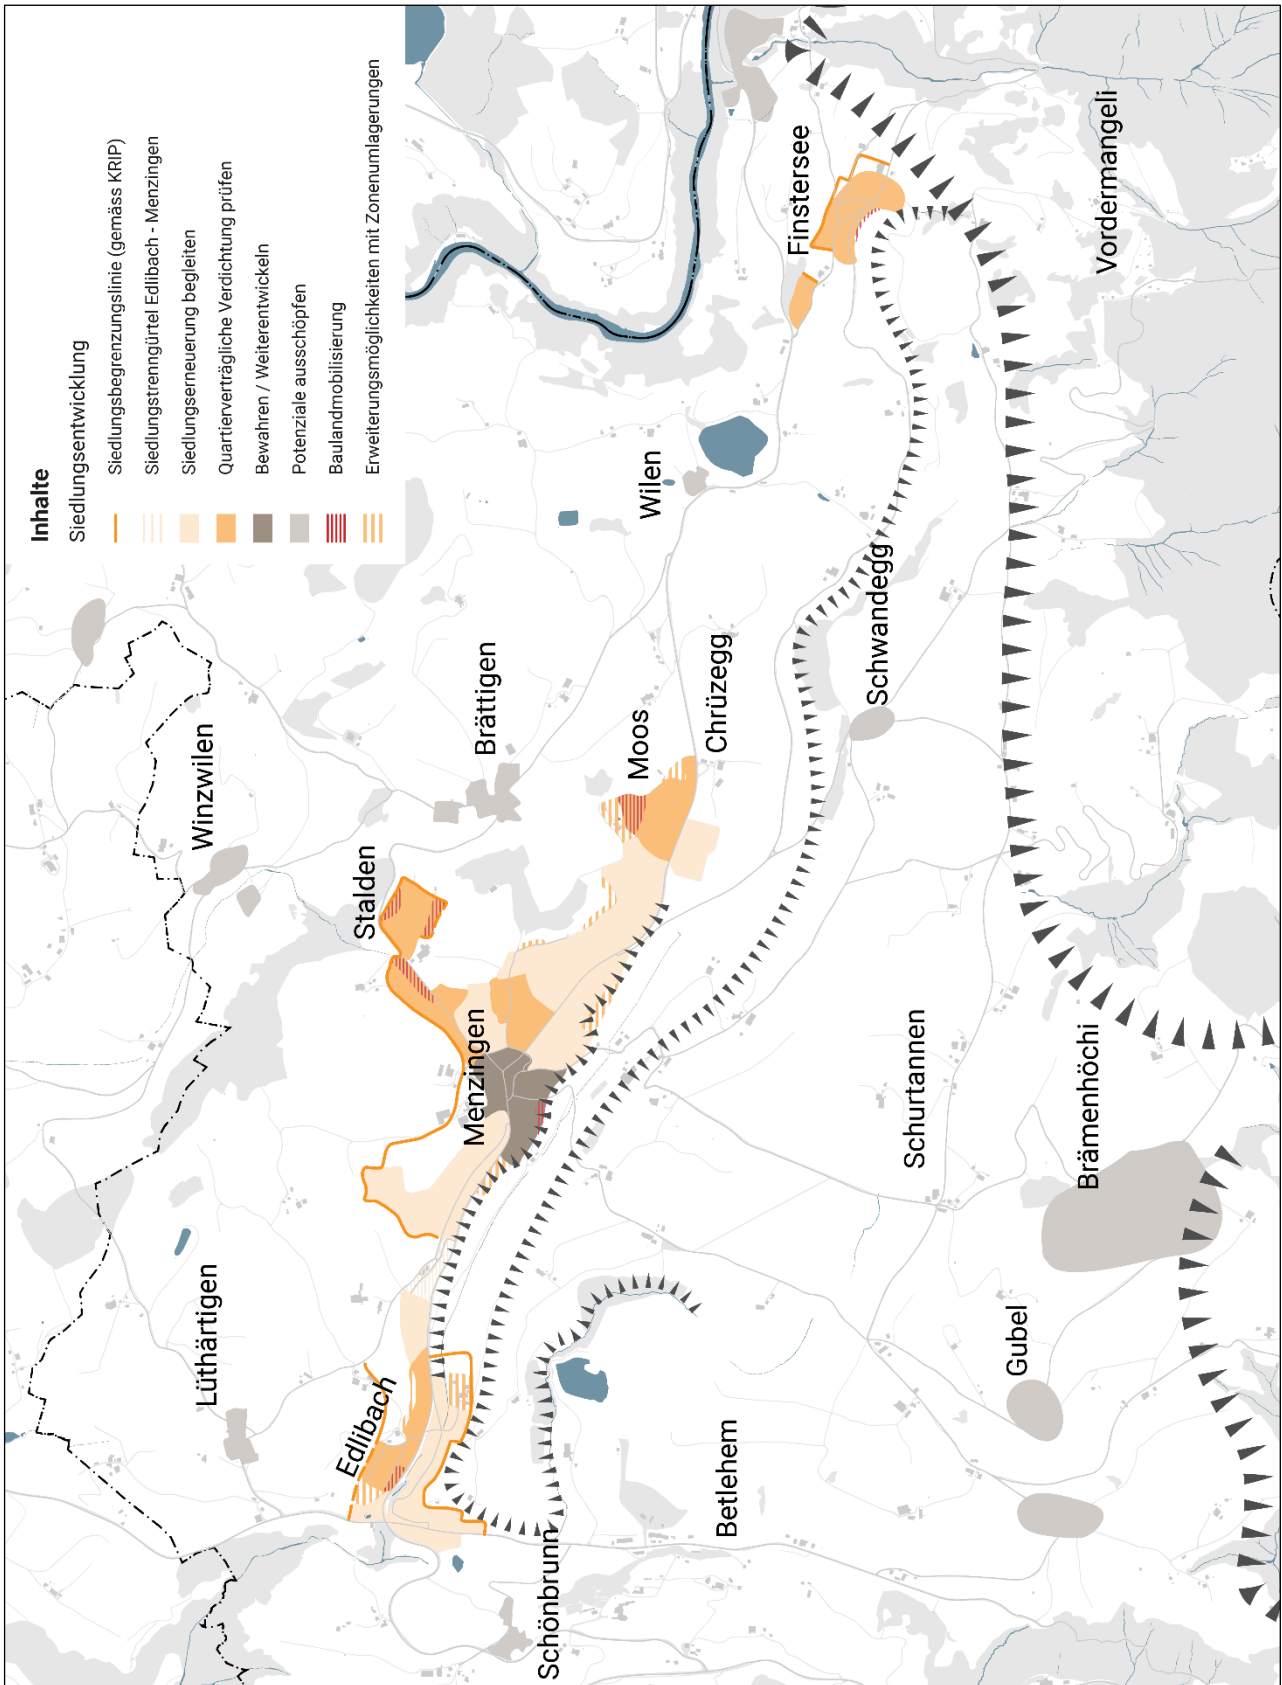 Inhalte
Siedlungsentwicklung
Siedlungsbegrenzungslinie (gemäss KRIP)
Siedlungstrenngürtel Edlibach - Menzingen
Siedlungserneuerung begleiten
Quartierverträgliche Verdichtung prüfen
Bewahren / Weiterentwickeln
Potenziale ausschöpfen
Baulandmobilisierung
Erweiterungsmöglichkeiten mit Zonenumlagerungen
Winzwilen
Lüthärtigen
Stalden
Edlibach
Menzingen
Brättigen
Schönbrunn
Moos
Wilen
Chrüzegg
Betlehem
Finstersee
Schwandegg
Schurtannen
Gubel
Brämenhöchi
Vordermangeli